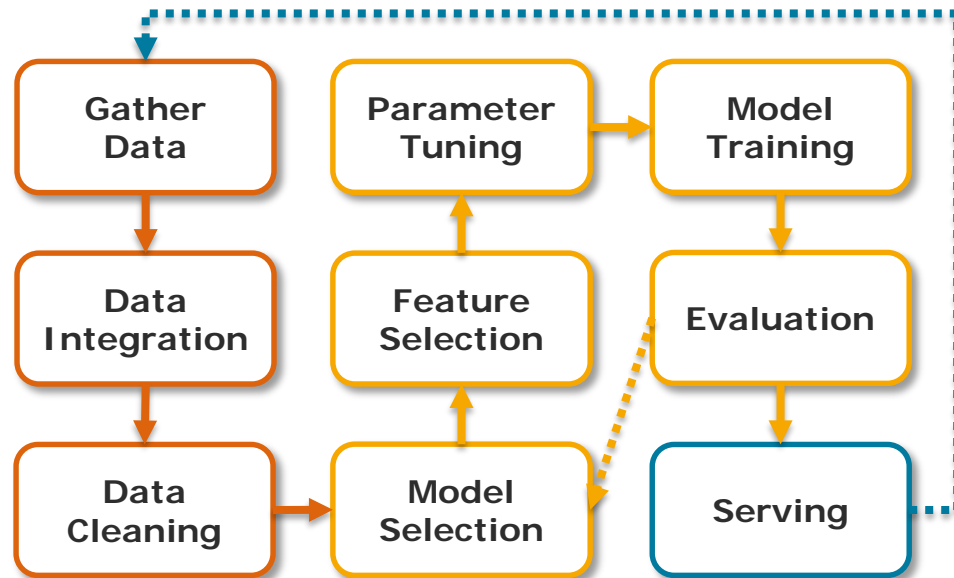 Gather
Data
Data
Integration
Data
Cleaning
Model
Selection
Feature
Selection
Parameter
Tuning
Model
Training
Evaluation
Serving